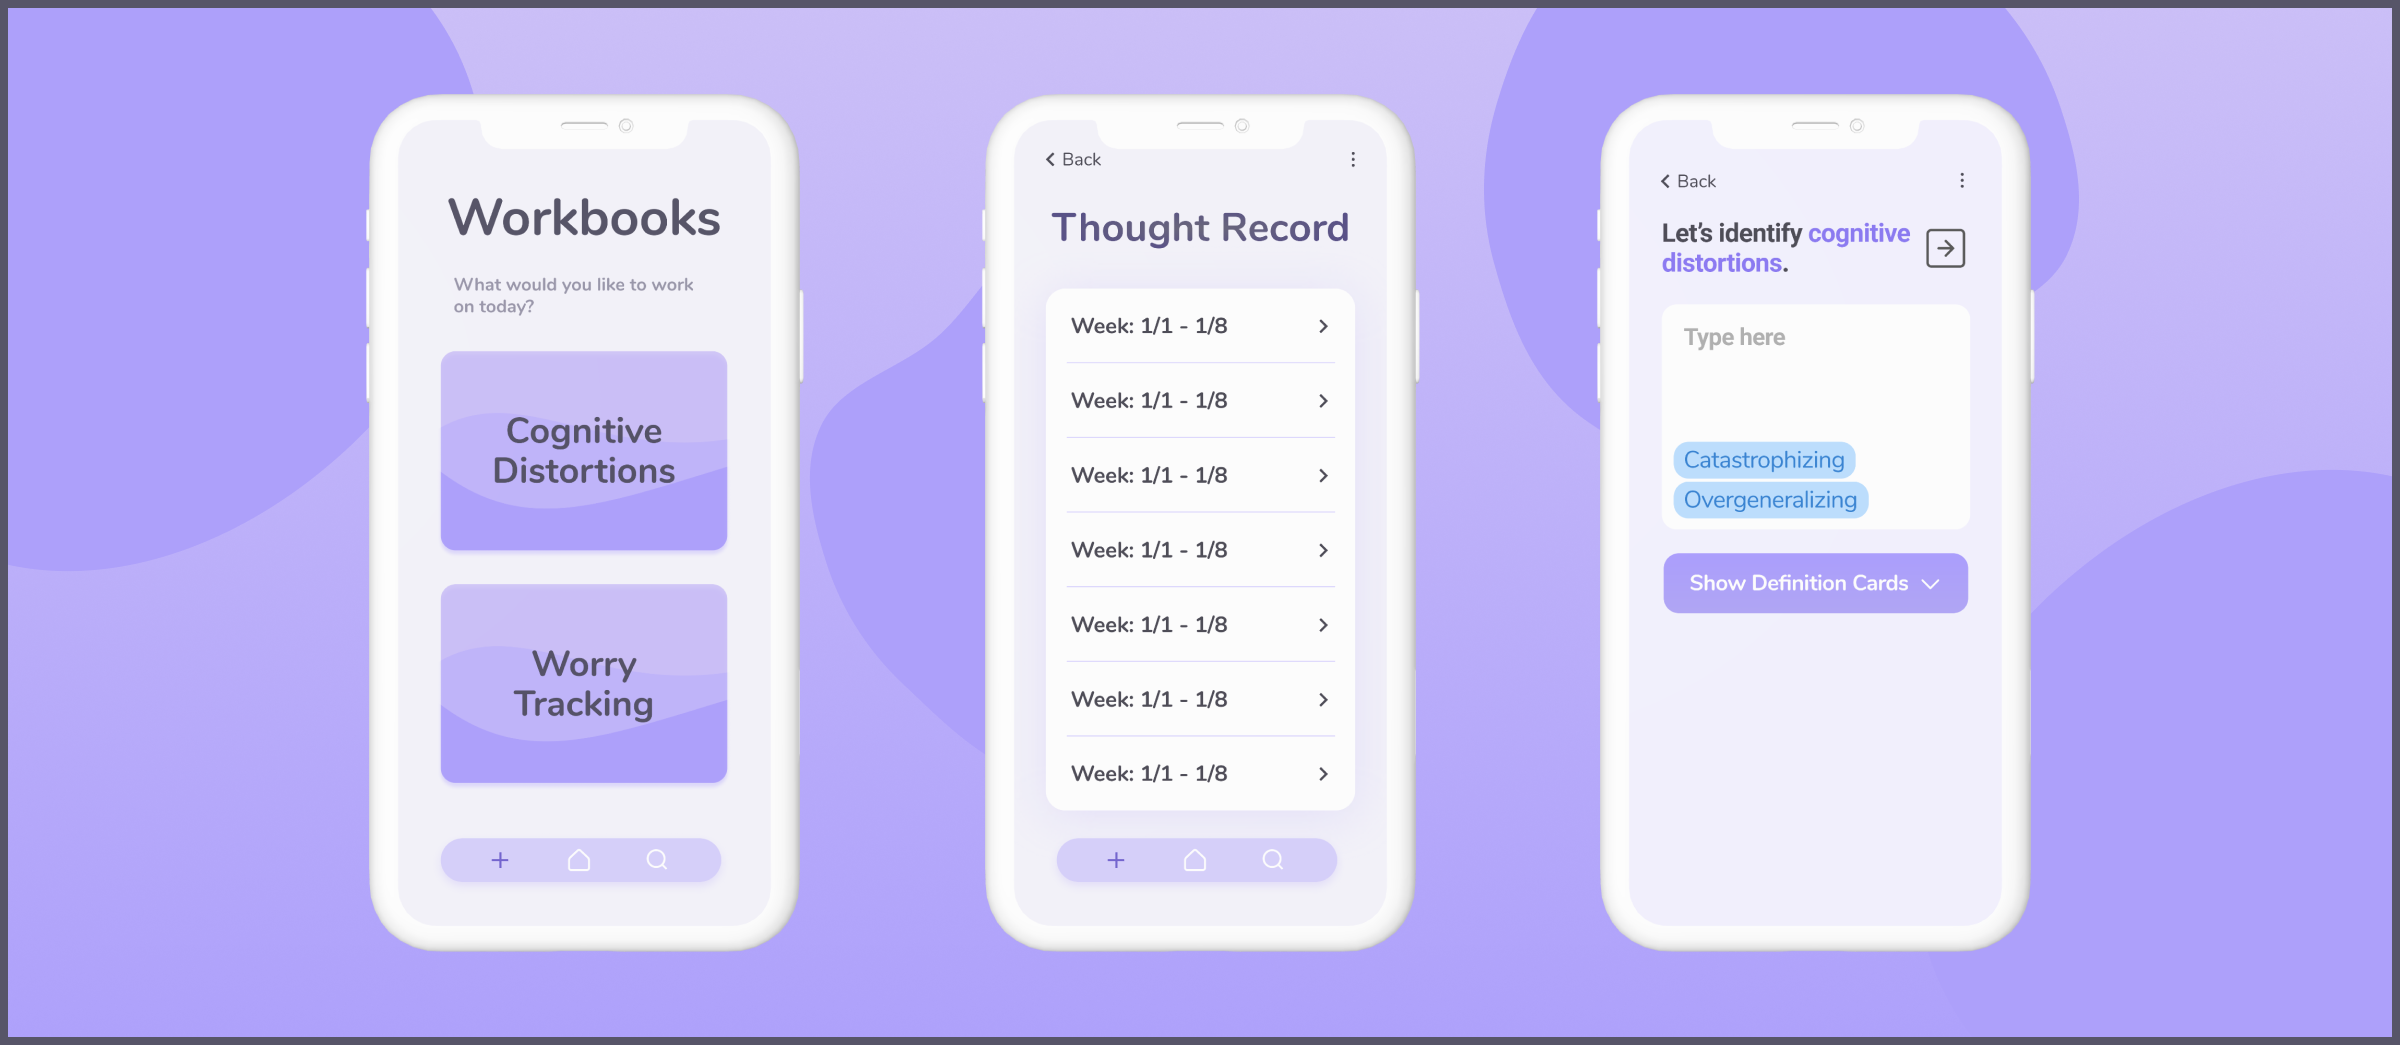 Workbooks
What would you like to work
on today?
Cognitive
Distortions
Worry
Tracking
Back
Thought Record
Week: 1/1 - 1/8
Week: 1/1 - 1/8
Week: 1/1 - 1/8
Week: 1/1 - 1/8
Week: 1/1 - 1/8
Week: 1/1 - 1/8
Week: 1/1 - 1/8
Back
Let's identify cognitive
distortions.
Type here
Catastrophizing
Overgeneralizing
Show Definition Cards